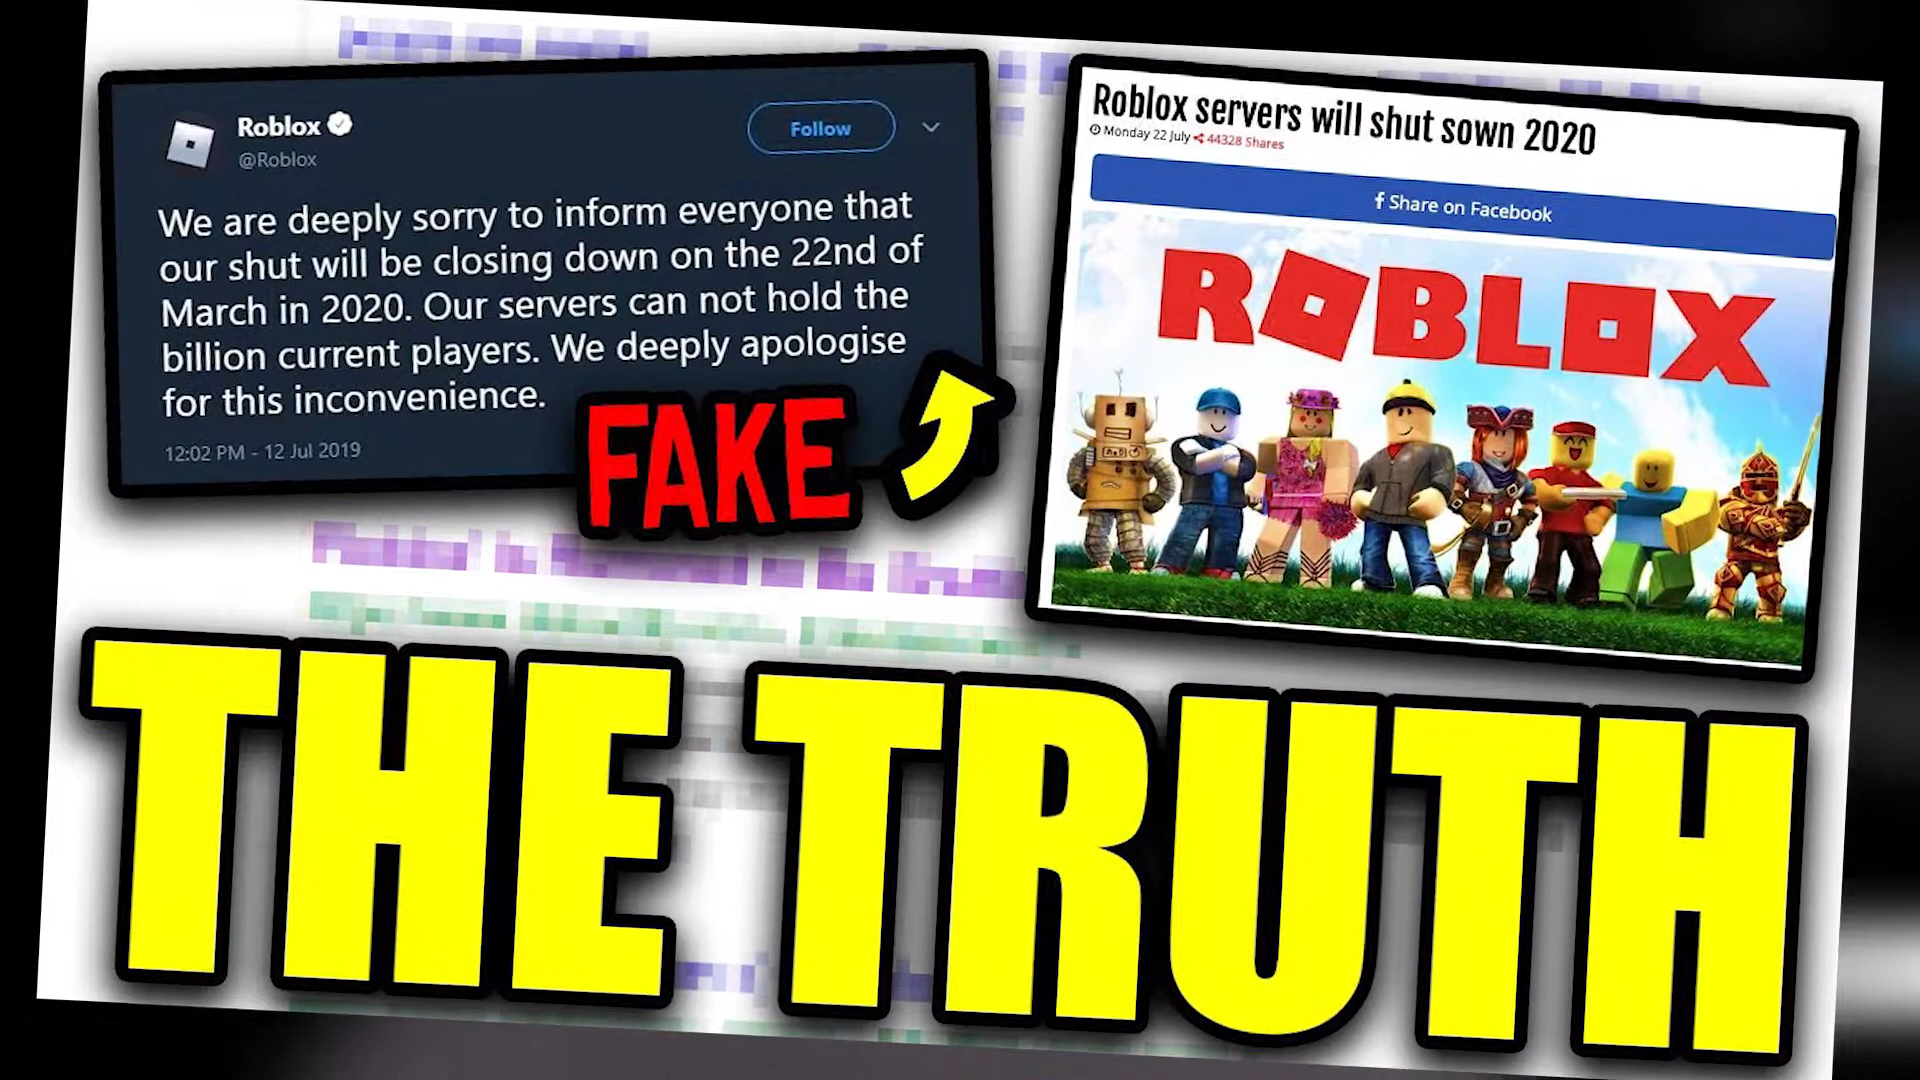 Roblox
@Roblox
Follow
We are deeply sorry to inform everyone that
our shut will be closing down on the 22nd of
March in 2020. Our servers can not hold the
billion current players. We deeply apologise
for this inconvenience.
12:02 PM - 12 Jul 2019
FAKE
Roblox servers will shut sown 2020
Monday 22 July 44328 Shares
f Share on Facebook
ROBLOX
THE TRUTH